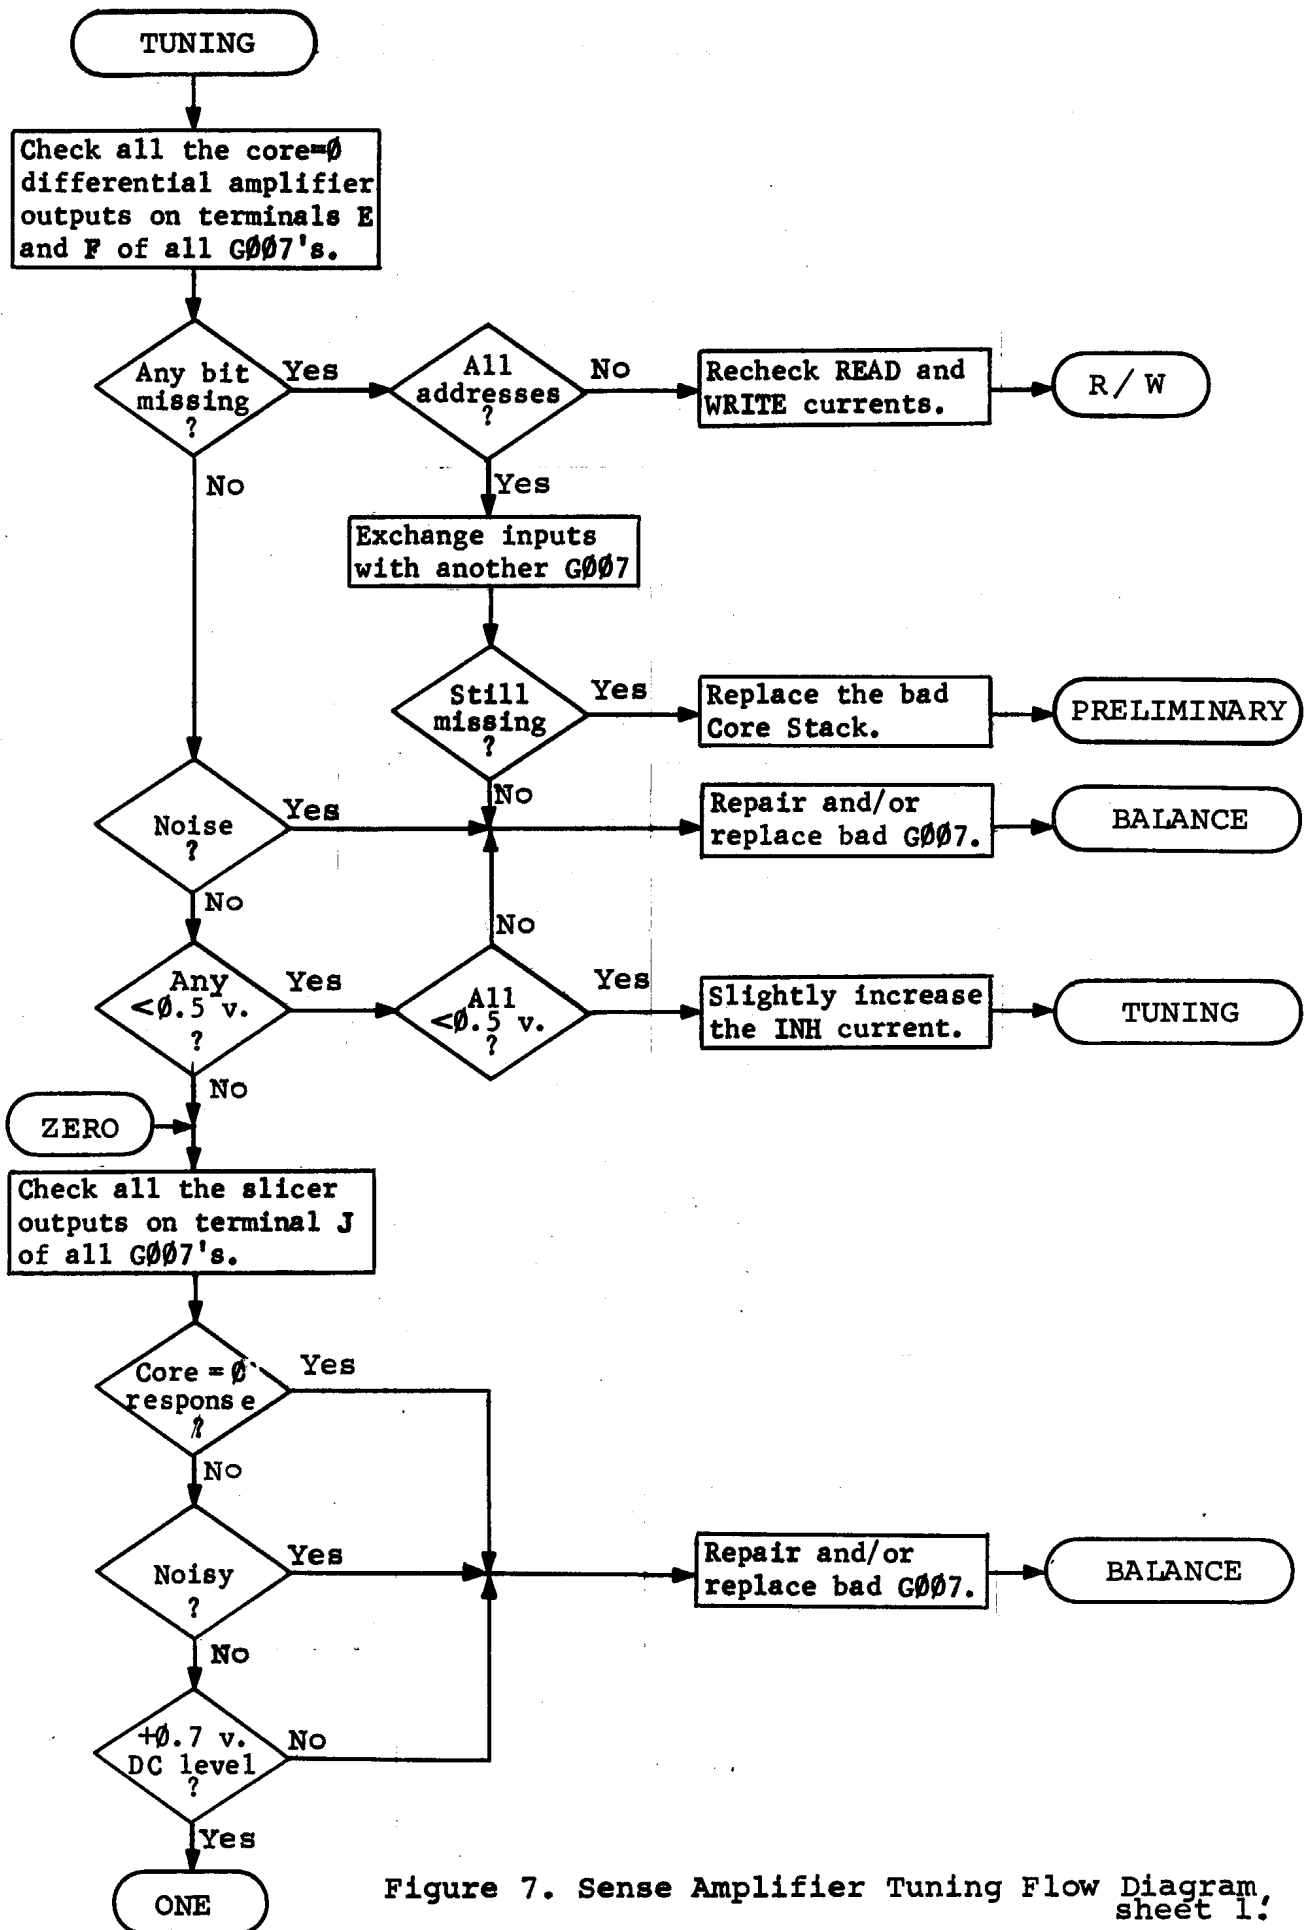 TUNING
Check all the core=Ø
differential amplifier
outputs on terminals E
and F of all GØØ7's.
Any bit
missing
?
Yes
All
addresses
?
No
Recheck READ and
WRITE currents.
R/W
No
Yes
Exchange inputs
with another GØØ7
Still
missing
?
Yes
Replace the bad
Core Stack.
PRELIMINARY
No
Noise
?
Yes
Repair and/or
replace bad GØØ7.
BALANCE
No
No
Any
<Ø.5 v.
?
Yes
All
<Ø.5 v.
?
Yes
Slightly increase
the INH current.
TUNING
No
ZERO
Check all the slicer
outputs on terminal J
of all GØØ7's.
Core = Ø
response
?
Yes
No
Noisy
?
Yes
Repair and/or
replace bad GØØ7.
BALANCE
No
+Ø.7 v.
DC level
?
No
Yes
ONE
Figure 7. Sense Amplifier Tuning Flow Diagram,
sheet 1.